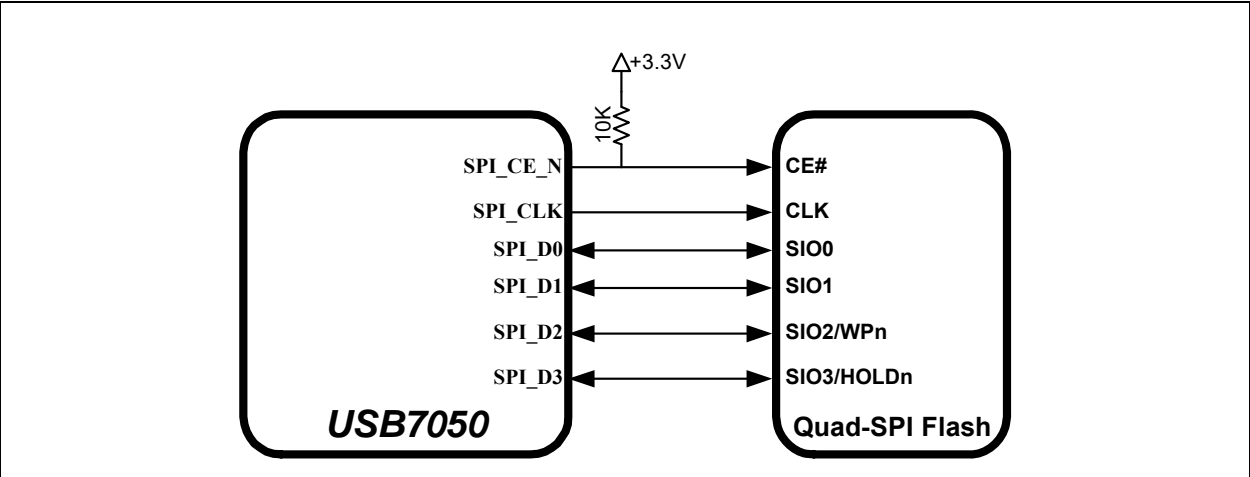 +3.3V
10K
SPI_CE_N
CE#
SPI_CLK
CLK
SPI_D0
SIO0
SPI_D1
SIO1
SPI_D2
SIO2/WPn
SPI_D3
SIO3/HOLDn
USB7050
Quad-SPI Flash